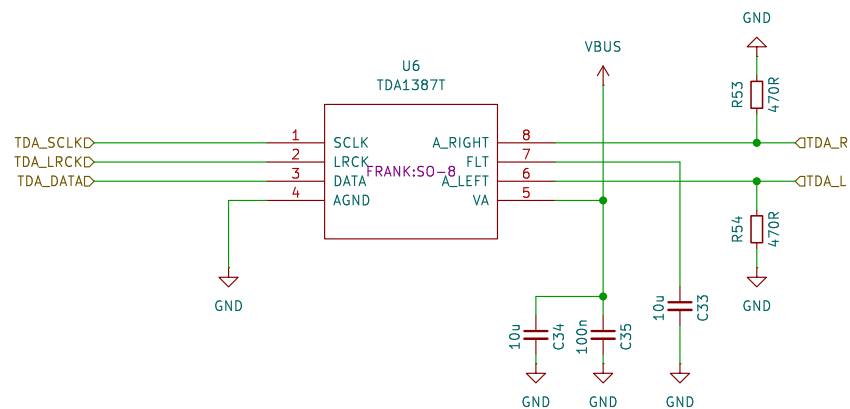 GND
VBUS
U6
TDA1387T
R53
470R
TDA_SCLK
1
SCLK
A_RIGHT
8
TDA_R
TDA_LRCK
2
LRCK
FLT
7
FRANK:SO-8
TDA_DATA
3
DATA
A_LEFT
6
TDA_L
4
AGND
VA
5
R54
470R
GND
GND
10u
C34
100n
C35
10u
C33
GND
GND
GND